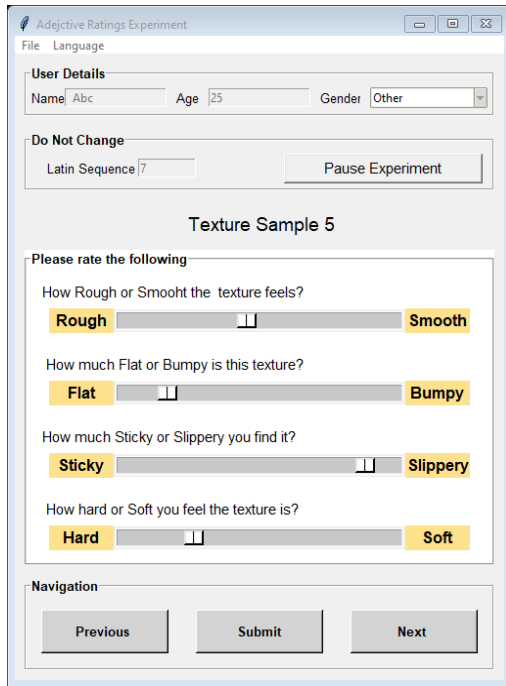 Adejctive Ratings Experiment
File Language
User Details
Name Abc Age 25 Gender Other
Do Not Change
Latin Sequence 7 Pause Experiment
Texture Sample 5
Please rate the following
How Rough or Smooht the texture feels?
Rough Smooth
How much Flat or Bumpy is this texture?
Flat Bumpy
How much Sticky or Slippery you find it?
Sticky Slippery
How hard or Soft you feel the texture is?
Hard Soft
Navigation
Previous Submit Next